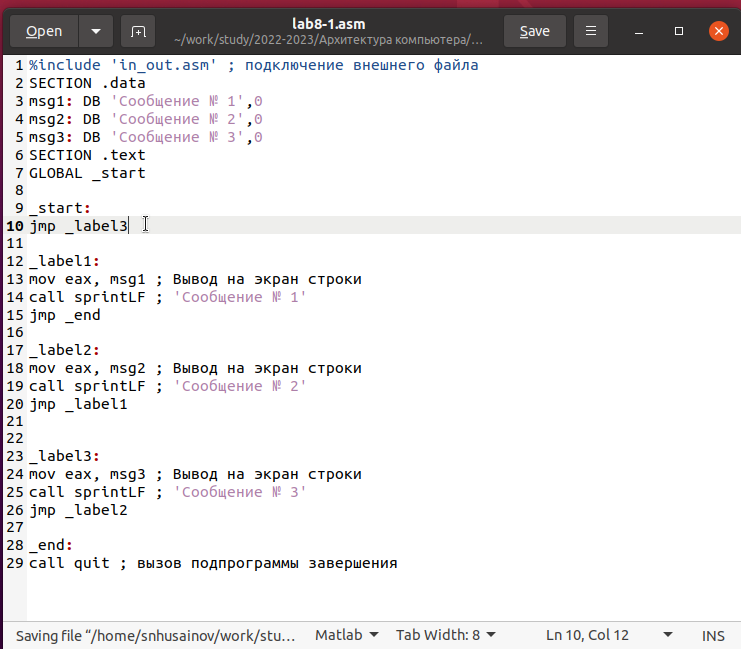 Open
lab8-1.asm
~/work/study/2022-2023/Архитектура компьютера/...
Save
1 %include 'in_out.asm' ; подключение внешнего файла
2 SECTION .data
3 msg1: DB 'Сообщение № 1',0
4 msg2: DB 'Сообщение № 2',0
5 msg3: DB 'Сообщение № 3',0
6 SECTION .text
7 GLOBAL _start
8
9 _start:
10 jmp _label3
11
12 _label1:
13 mov eax, msg1 ; Вывод на экран строки
14 call sprintLF ; 'Сообщение № 1'
15 jmp _end
16
17 _label2:
18 mov eax, msg2 ; Вывод на экран строки
19 call sprintLF ; 'Сообщение № 2'
20 jmp _label1
21
22
23 _label3:
24 mov eax, msg3 ; Вывод на экран строки
25 call sprintLF ; 'Сообщение № 3'
26 jmp _label2
27
28 _end:
29 call quit ; вызов подпрограммы завершения
Saving file “/home/snhusainov/work/stu... Matlab Tab Width: 8 Ln 10, Col 12 INS